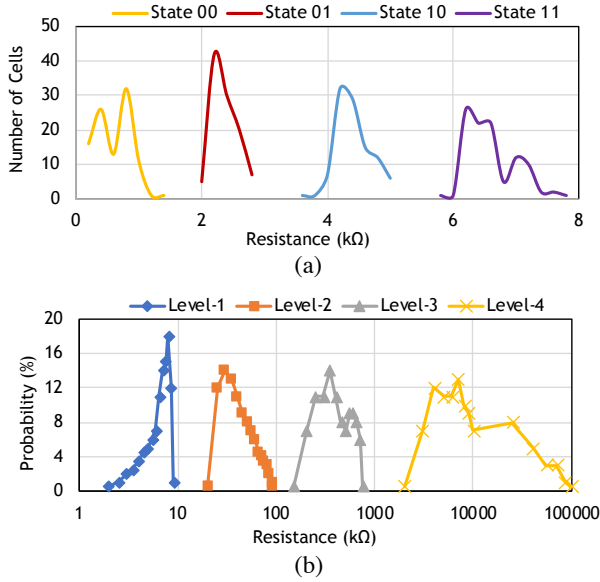 State 00 State 01 State 10 State 11
50
40
30
20
10
0
Number of Cells
0 2 4 6 8
Resistance (kΩ)
(a)
Level-1 Level-2 Level-3 Level-4
20
16
12
8
4
0
Probability (%)
1 10 100 1000 10000 100000
Resistance (kΩ)
(b)